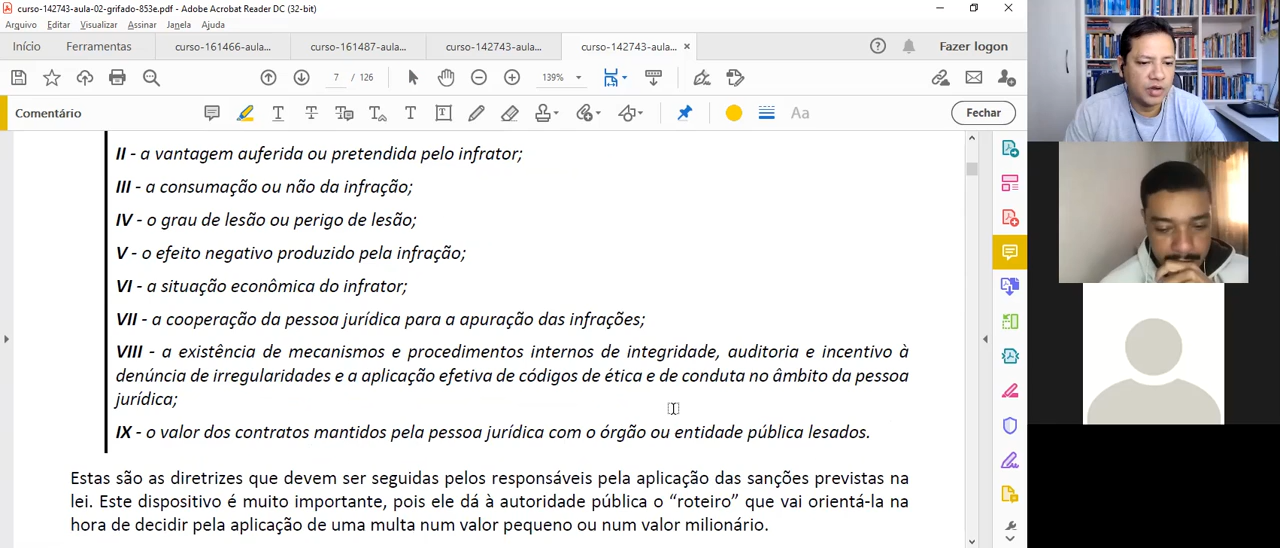 curso-142743-aula-02-grifado-853e.pdf - Adobe Acrobat Reader DC (32-bit)
Arquivo Editar Visualizar Assinar Janela Ajuda
Início Ferramentas curso-161466-aula... curso-161487-aula... curso-142743-aula... curso-142743-aula... × Fazer logon
7 / 126 139%
Comentário Aa Fechar
II - a vantagem auferida ou pretendida pelo infrator;
III - a consumação ou não da infração;
IV - o grau de lesão ou perigo de lesão;
V - o efeito negativo produzido pela infração;
VI - a situação econômica do infrator;
VII - a cooperação da pessoa jurídica para a apuração das infrações;
VIII - a existência de mecanismos e procedimentos internos de integridade, auditoria e incentivo à
denúncia de irregularidades e a aplicação efetiva de códigos de ética e de conduta no âmbito da pessoa
jurídica;
IX - o valor dos contratos mantidos pela pessoa jurídica com o órgão ou entidade pública lesados.
Estas são as diretrizes que devem ser seguidas pelos responsáveis pela aplicação das sanções previstas na
lei. Este dispositivo é muito importante, pois ele dá à autoridade pública o “roteiro” que vai orientá-la na
hora de decidir pela aplicação de uma multa num valor pequeno ou num valor milionário.